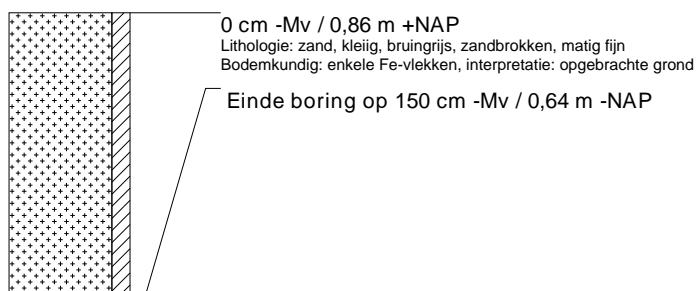 0 cm -Mv / 0,86 m +NAP
Lithologie: zand, kleiig, bruingrijs, zandbrokken, matig fijn
Bodemkundig: enkele Fe-vlekken, interpretatie: opgebrachte grond
Einde boring op 150 cm -Mv / 0,64 m -NAP